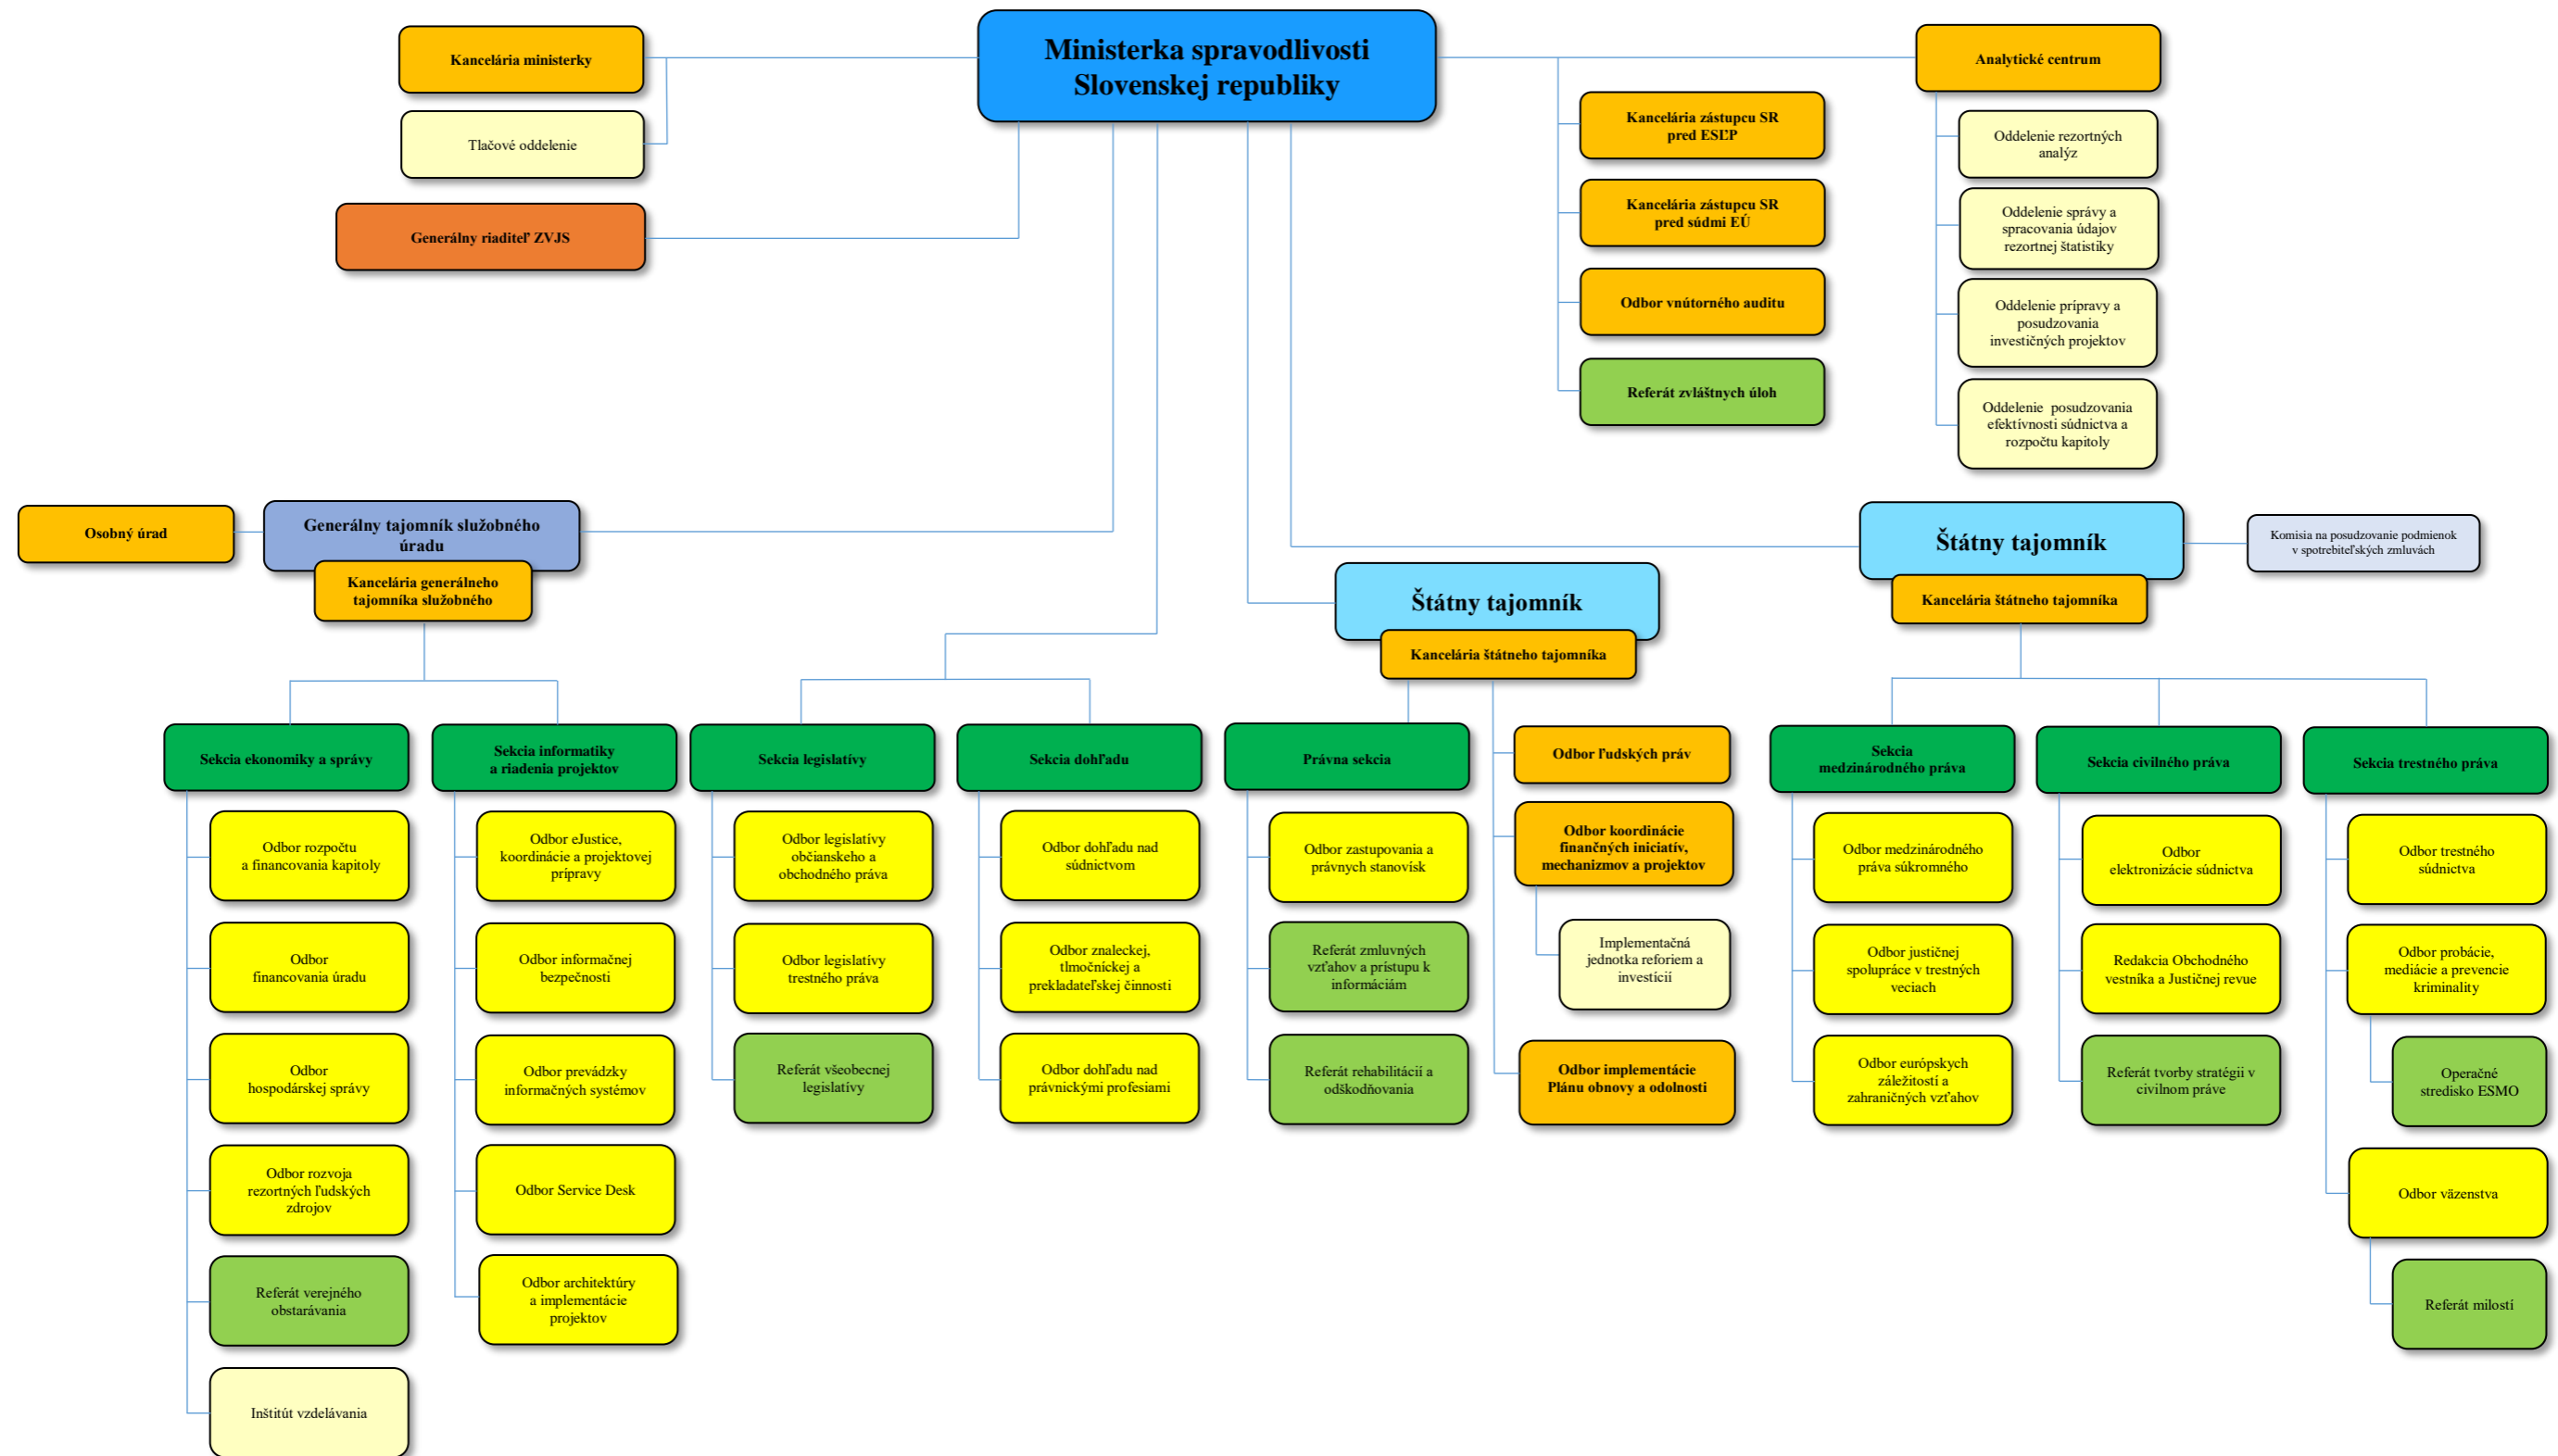 Ministerka spravodlivosti
Slovenskej republiky
Kancelária ministerky
Tlačové oddelenie
Generálny riaditeľ ZVJS
Kancelária zástupcu SR
pred ESĽP
Kancelária zástupcu SR
pred súdmi EÚ
Odbor vnútorného auditu
Referát zvláštnych úloh
Analytické centrum
Oddelenie rezortných
analýz
Oddelenie správy a
spracovania údajov
rezortnej štatistiky
Oddelenie prípravy a
posudzovania
investičných projektov
Oddelenie posudzovania
efektívnosti súdnictva a
rozpočtu kapitoly
Osobný úrad
Generálny tajomník služobného
úradu
Kancelária generálneho
tajomníka služobného
Štátny tajomník
Kancelária štátneho tajomníka
Štátny tajomník
Kancelária štátneho tajomníka
Komisia na posudzovanie podmienok
v spotrebiteľských zmluvách
Sekcia ekonomiky a správy
Odbor rozpočtu
a financovania kapitoly
Odbor
financovania úradu
Odbor
hospodárskej správy
Odbor rozvoja
rezortných ľudských
zdrojov
Referát verejného
obstarávania
Inštitút vzdelávania
Sekcia informatiky
a riadenia projektov
Odbor eJustice,
koordinácie a projektovej
prípravy
Odbor informačnej
bezpečnosti
Odbor prevádzky
informačných systémov
Odbor Service Desk
Odbor architektúry
a implementácie
projektov
Sekcia legislatívy
Odbor legislatívy
občianskeho a
obchodného práva
Odbor legislatívy
trestného práva
Referát všeobecnej
legislatívy
Sekcia dohľadu
Odbor dohľadu nad
súdnictvom
Odbor znaleckej,
tlmočníckej a
prekladateľskej činnosti
Odbor dohľadu nad
právnickými profesiami
Právna sekcia
Odbor zastupovania a
právnych stanovísk
Referát zmluvných
vzťahov a prístupu k
informáciám
Referát rehabilitácií a
odškodňovania
Odbor ľudských práv
Odbor koordinácie
finančných iniciatív,
mechanizmov a projektov
Implementačná
jednotka reforiem a
investícií
Odbor implementácie
Plánu obnovy a odolnosti
Sekcia
medzinárodného práva
Odbor medzinárodného
práva súkromného
Odbor justičnej
spolupráce v trestných
veciach
Odbor európskych
záležitostí a
zahraničných vzťahov
Sekcia civilného práva
Odbor
elektronizácie súdnictva
Redakcia Obchodného
vestníka a Justičnej revue
Referát tvorby stratégií v
civilnom práve
Sekcia trestného práva
Odbor trestného
súdnictva
Odbor probácie,
mediácie a prevencie
kriminality
Operačné
stredisko ESMO
Odbor väzenstva
Referát milostí